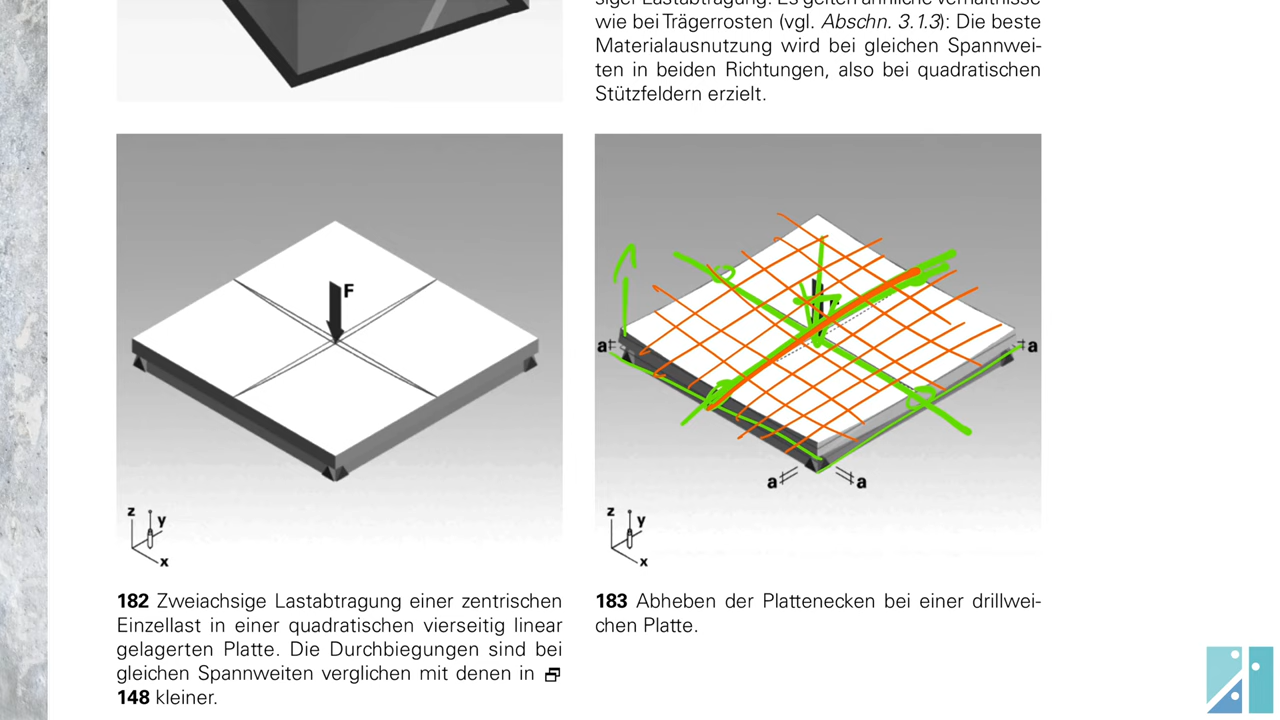 siger Lastabtragung. Es gelten ähnliche Verhältnisse
wie bei Trägerrosten (vgl. Abschn. 3.1.3): Die beste
Materialausnutzung wird bei gleichen Spannwei-
ten in beiden Richtungen, also bei quadratischen
Stützfeldern erzielt.
F
z
y
x
a
a
a
a
z
y
x
182 Zweiachsige Lastabtragung einer zentrischen
Einzellast in einer quadratischen vierseitig linear
gelagerten Platte. Die Durchbiegungen sind bei
gleichen Spannweiten verglichen mit denen in
148 kleiner.
183 Abheben der Plattenecken bei einer drillwei-
chen Platte.